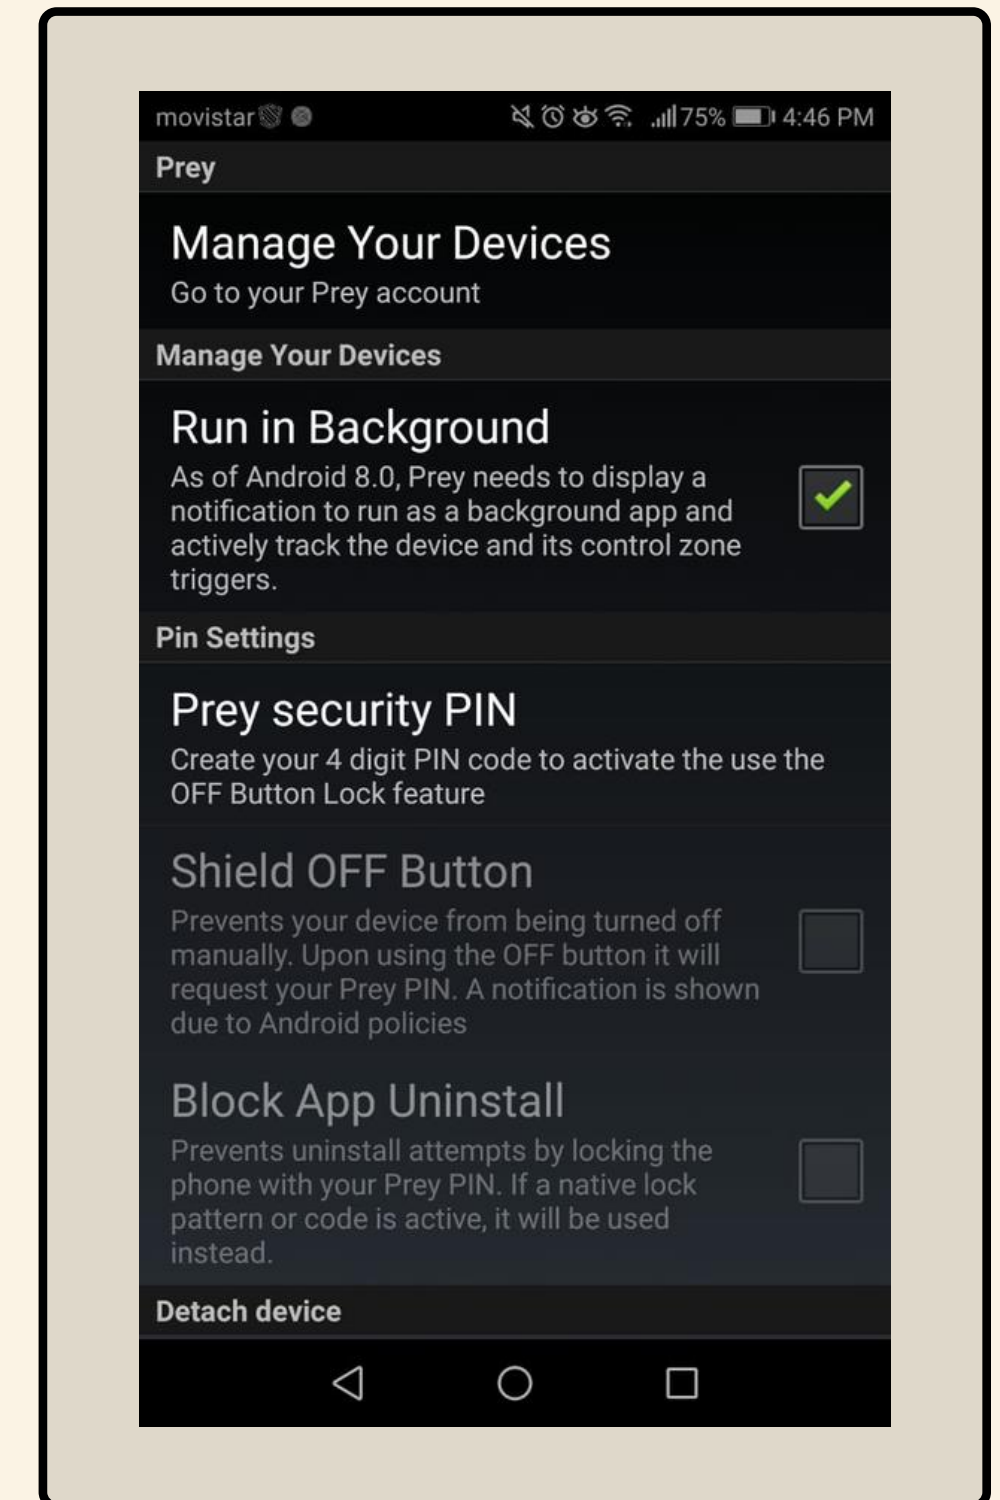 movistar 75% 4:46 PM
Prey
Manage Your Devices
Go to your Prey account
Manage Your Devices
Run in Background
As of Android 8.0, Prey needs to display a
notification to run as a background app and
actively track the device and its control zone
triggers.
Pin Settings
Prey security PIN
Create your 4 digit PIN code to activate the use the
OFF Button Lock feature
Shield OFF Button
Prevents your device from being turned off
manually. Upon using the OFF button it will
request your Prey PIN. A notification is shown
due to Android policies
Block App Uninstall
Prevents uninstall attempts by locking the
phone with your Prey PIN. If a native lock
pattern or code is active, it will be used
instead.
Detach device